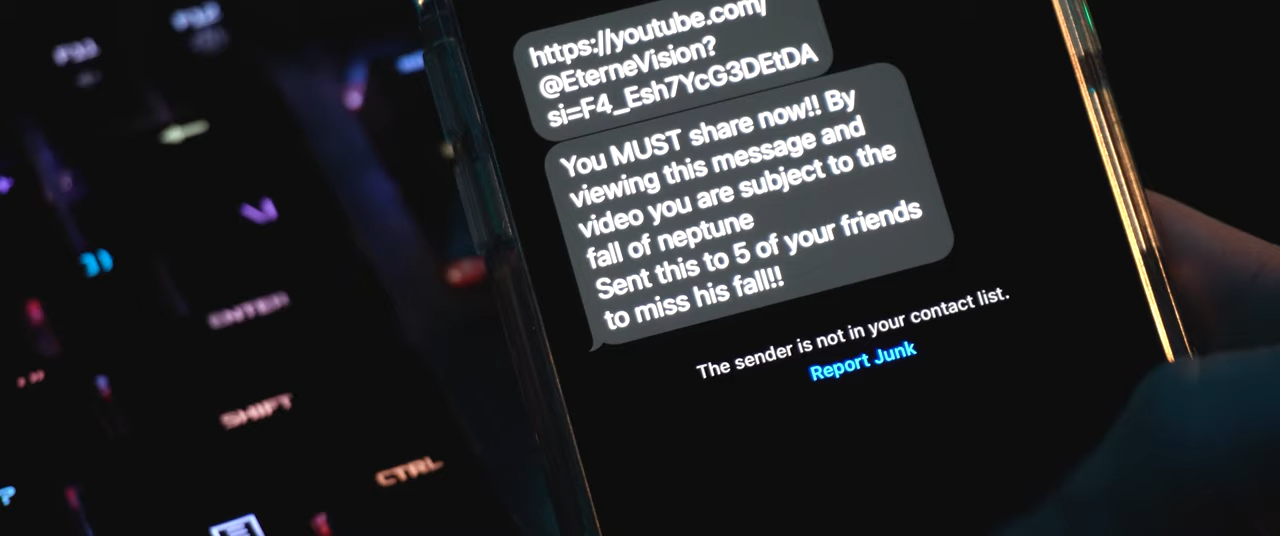 https://youtube.com/
@EterneVision?
si=F4_Esh7YcG3DEtDA
You MUST share now!! By
viewing this message and
video you are subject to the
fall of neptune
Sent this to 5 of your friends
to miss his fall!!
The sender is not in your contact list.
Report Junk
ENTER
SHIFT
CTRL